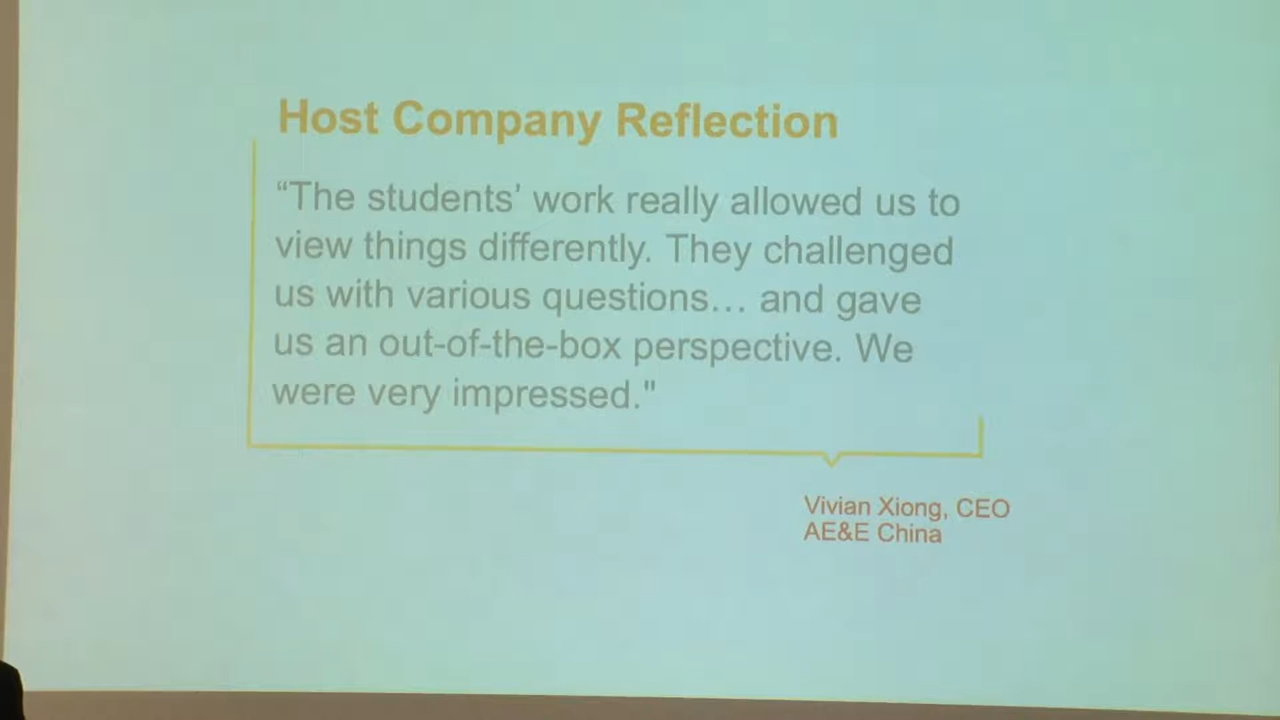 Host Company Reflection
“The students’ work really allowed us to
view things differently. They challenged
us with various questions... and gave
us an out-of-the-box perspective. We
were very impressed."
Vivian Xiong, CEO
AE&E China